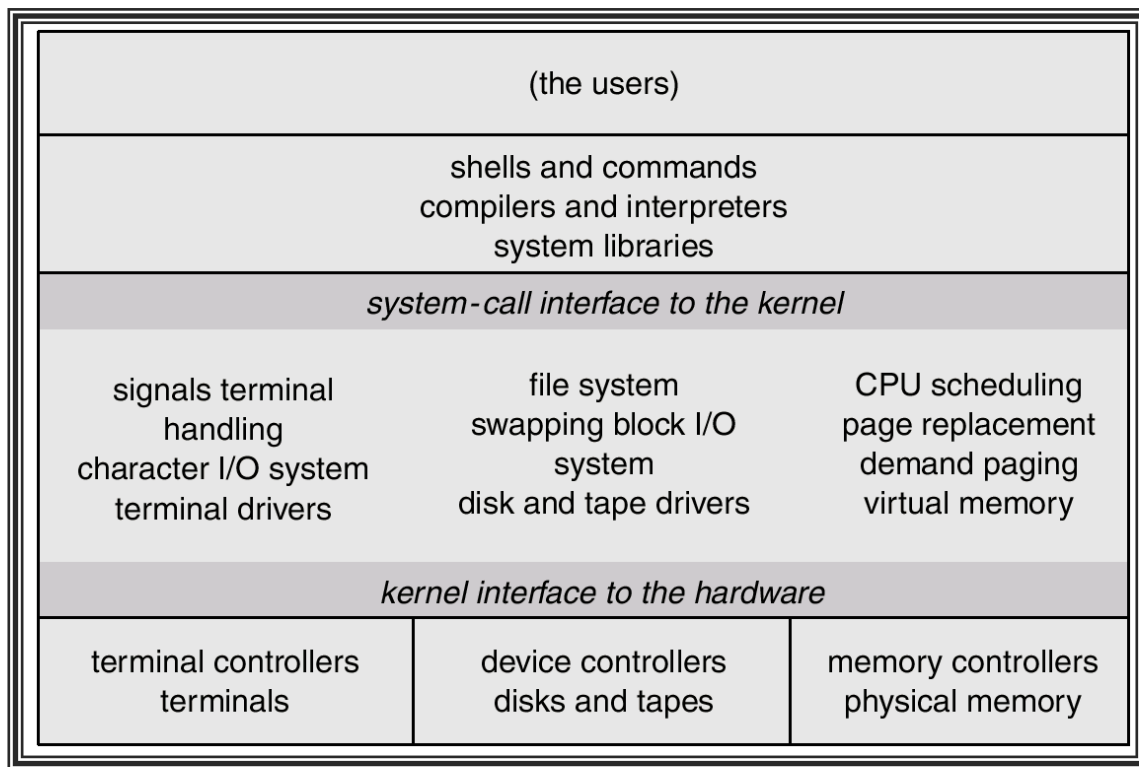 (the users)
shells and commands
compilers and interpreters
system libraries
system-call interface to the kernel
signals terminal
handling
character I/O system
terminal drivers
file system
swapping block I/O
system
disk and tape drivers
CPU scheduling
page replacement
demand paging
virtual memory
kernel interface to the hardware
terminal controllers
terminals
device controllers
disks and tapes
memory controllers
physical memory